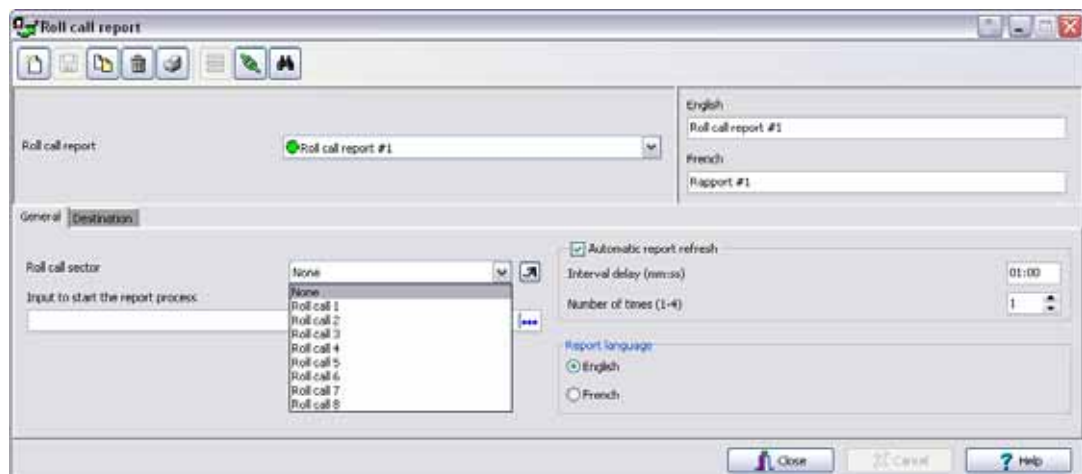 Roll call report
English
Roll call report #1
Roll call report
Roll call report #1
French
Rapport #1
General
Destination
Roll call sector
None
None
Roll call 1
Roll call 2
Roll call 3
Roll call 4
Roll call 5
Roll call 6
Roll call 7
Roll call 8
Input to start the report process
Automatic report refresh
Interval delay (mm:ss)
01:00
Number of times (1-4)
1
Report language
English
French
Close
Cancel
Help